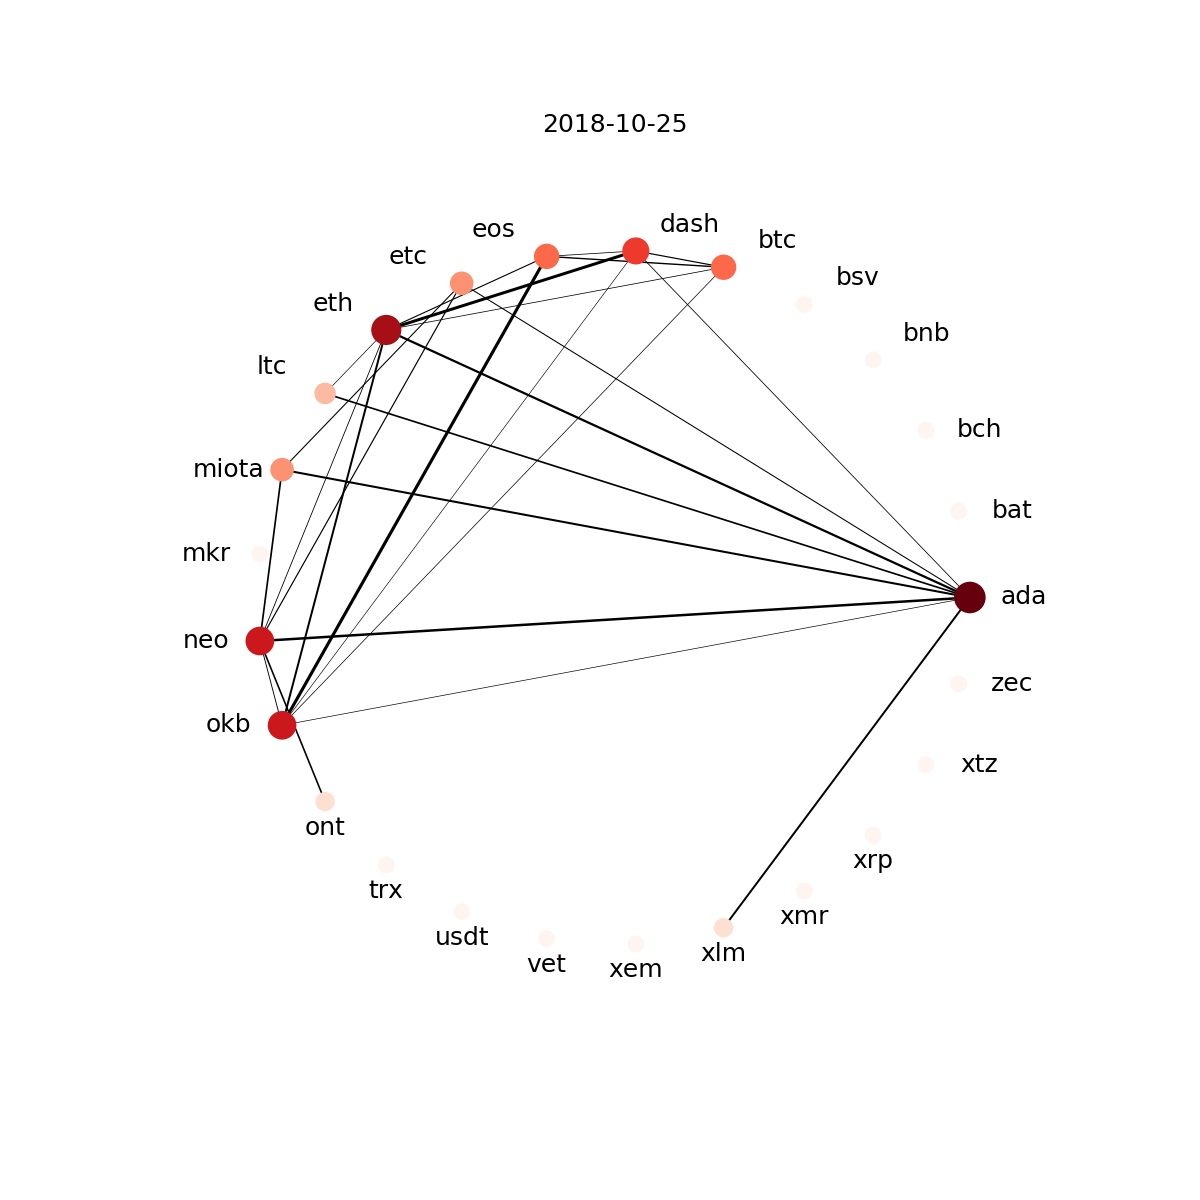 2018-10-25
dash
eos
btc
etc
bsv
eth
bnb
ltc
bch
miota
bat
mkr
ada
neo
zec
okb
xtz
ont
xrp
trx
xmr
usdt
xlm
vet
xem